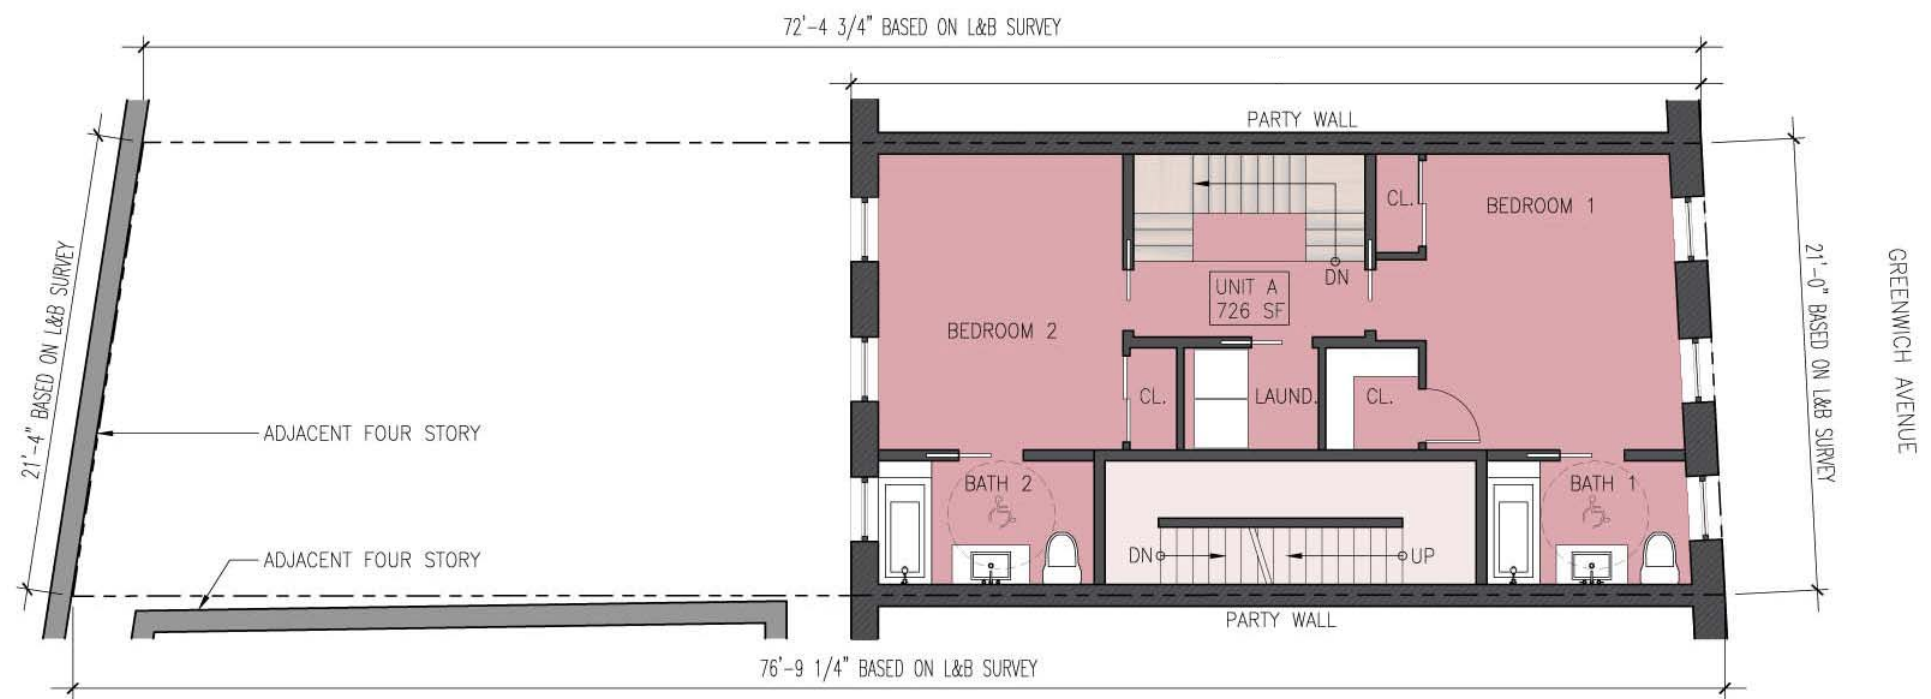 72'-4 3/4" BASED ON L&B SURVEY
PARTY WALL
CL.
BEDROOM 1
21'-4" BASED ON L&B SURVEY
21'-0" BASED ON L&B SURVEY
GREENWICH AVENUE
DN
UNIT A
726 SF
BEDROOM 2
CL.
LAUND.
CL.
ADJACENT FOUR STORY
BATH 2
BATH 1
ADJACENT FOUR STORY
DN
UP
PARTY WALL
76'-9 1/4" BASED ON L&B SURVEY